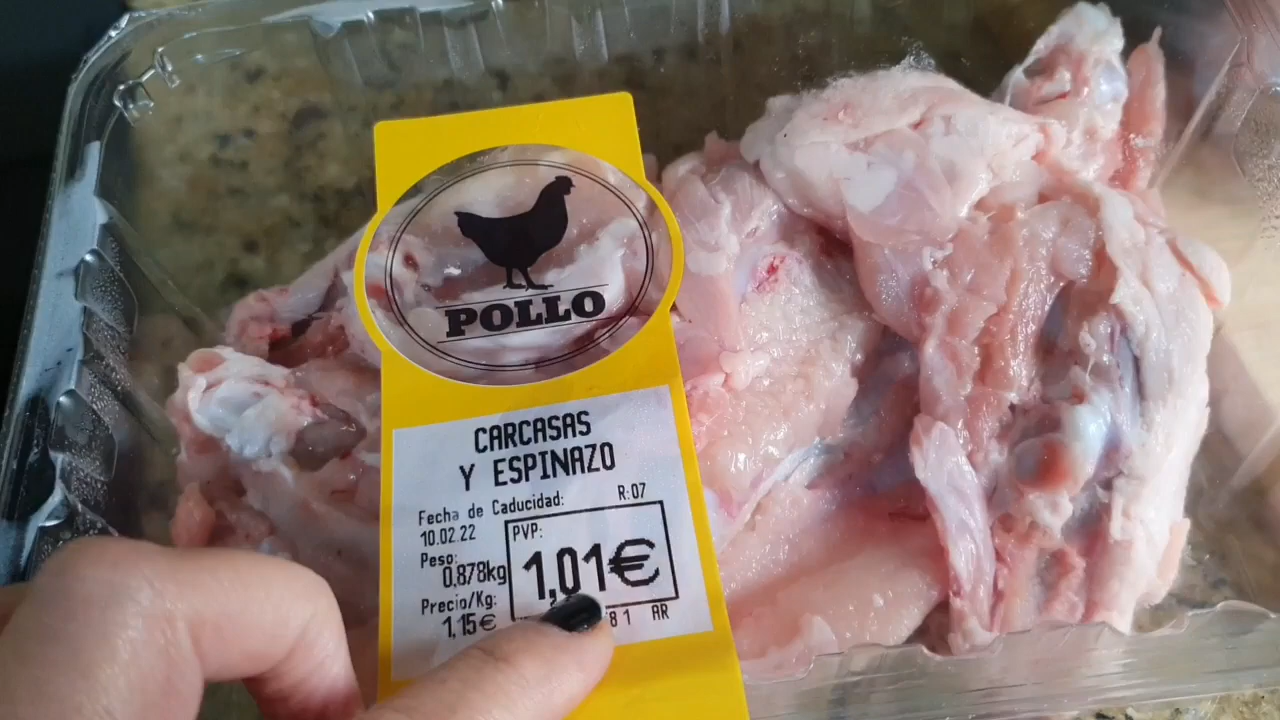 POLLO
CARCASAS
Y ESPINAZO
Fecha de Caducidad: R:07
10.02.22
PVP:
Peso:
0,878kg
1,01€
Precio/Kg:
1,15€
81 AR